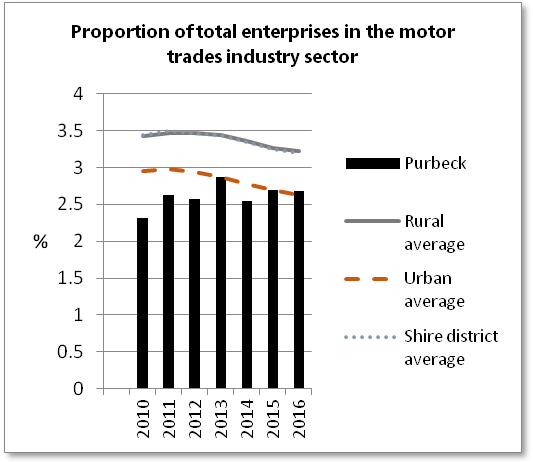 Proportion of total enterprises in the motor
trades industry sector
4
3.5
3
2.5
2
1.5
1
0.5
0
%
2010
2011
2012
2013
2014
2015
2016
Purbeck
Rural
average
Urban
average
Shire district
average